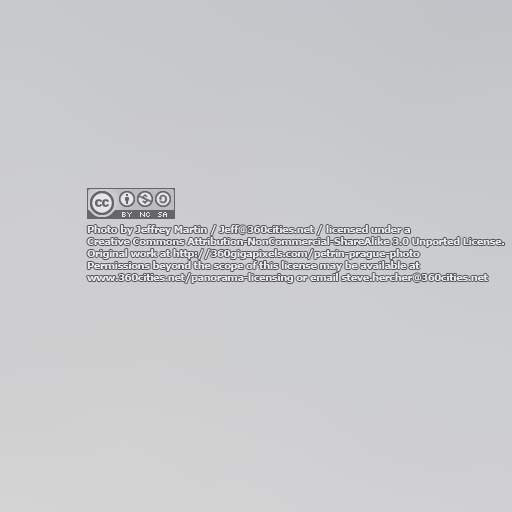 cc
BY NC SA
Photo by Jeffrey Martin / Jeff@360cities.net / licensed under a
Creative Commons Attribution-NonCommercial-ShareAlike 3.0 Unported License.
Original work at http://360gigapixels.com/petrin-prague-photo
Permissions beyond the scope of this license may be available at
www.360cities.net/panorama-licensing or email steve.hercher@360cities.net